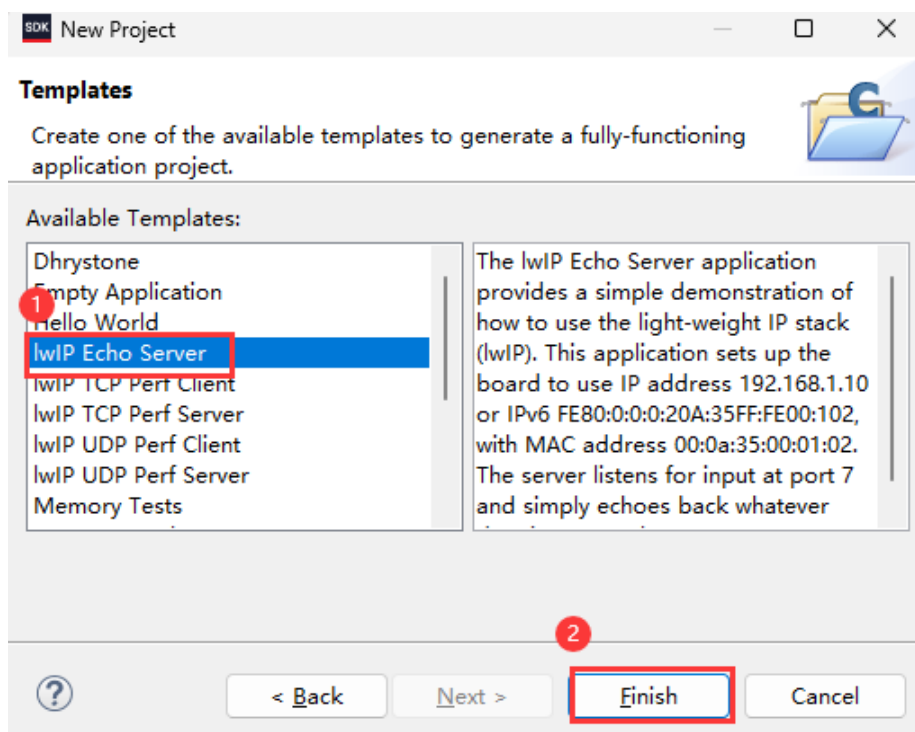 SDK New Project
Templates
Create one of the available templates to generate a fully-functioning
application project.
Available Templates:
Dhrystone
Empty Application
Hello World
lwIP Echo Server
lwIP TCP Perf Client
lwIP TCP Perf Server
lwIP UDP Perf Client
lwIP UDP Perf Server
Memory Tests
1
The lwIP Echo Server application
provides a simple demonstration of
how to use the light-weight IP stack
(lwIP). This application sets up the
board to use IP address 192.168.1.10
or IPv6 FE80:0:0:0:20A:35FF:FE00:102,
with MAC address 00:0a:35:00:01:02.
The server listens for input at port 7
and simply echoes back whatever
2
?
< Back
Next >
Finish
Cancel